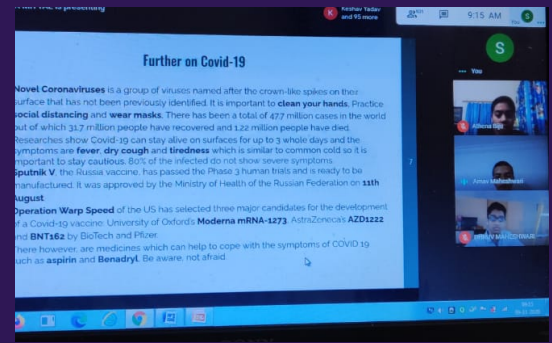 is presenting
Keshav Yadav
and 95 more
9:15 AM
You
S
K
Further on Covid-19
Novel Coronaviruses is a group of viruses named after the crown-like spikes on their
surface that has not been previously identified. It is important to clean your hands, Practice
social distancing and wear masks. There has been a total of 47.7 million cases in the world
out of which 31.7 million people have recovered and 1.22 million people have died.
Researches show Covid-19 can stay alive on surfaces for up to 3 whole days and the
symptoms are fever, dry cough and tiredness which is similar to common cold so it is
important to stay cautious. 80% of the infected do not show severe symptoms.
Sputnik V, the Russia vaccine, has passed the Phase 3 human trials and is ready to be
manufactured. It was approved by the Ministry of Health of the Russian Federation on 11th
August
Operation Warp Speed of the US has selected three major candidates for the development
of a Covid-19 vaccine: University of Oxford's Moderna mRNA-1273, AstraZeneca's AZD1222
and BNT162 by BioTech and Pfizer.
There however, are medicines which can help to cope with the symptoms of COVID 19
such as aspirin and Benadryl. Be aware, not afraid
7
S
You
Arnav Maheshwari